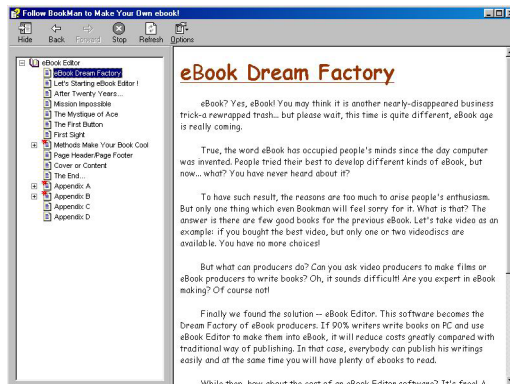 Follow BookMan to Make Your Own ebook!
Hide Back Forward Stop Refresh Options
eBook Editor
eBook Dream Factory
Let's Starting eBook Editor !
After Twenty Years...
Mission Impossible
The Mystique of Ace
The First Button
First Sight
Methods Make Your Book Cool
Page Header/Page Footer
Cover or Content
The End...
Appendix A
Appendix B
Appendix C
Appendix D
eBook Dream Factory
eBook? Yes, eBook! You may think it is another nearly-disappeared business
trick-a rewrapped trash... but please wait, this time is quite different, eBook age
is really coming.
True, the word eBook has occupied people's minds since the day computer
was invented. People tried their best to develop different kinds of eBook, but
now... what? You have never heard about it?
To have such result, the reasons are too much to arise people's enthusiasm.
But only one thing which even Bookman will feel sorry for it. What is that? The
answer is there are few good books for the previous eBook. Let's take video as an
example: if you bought the best video, but only one or two videodiscs are
available. You have no more choices!
But what can producers do? Can you ask video producers to make films or
eBook producers to write books? Oh, it sounds difficult! Are you expert in eBook
making? Of course not!
Finally we found the solution -- eBook Editor. This software becomes the
Dream Factory of eBook producers. If 90% writers write books on PC and use
eBook Editor to make them into eBook, it will reduce costs greatly compared with
traditional way of publishing. In that case, everybody can publish his writings
easily and at the same time you will have plenty of ebooks to read.
While then, how about the cost of an eBook Editor software? It's free! A